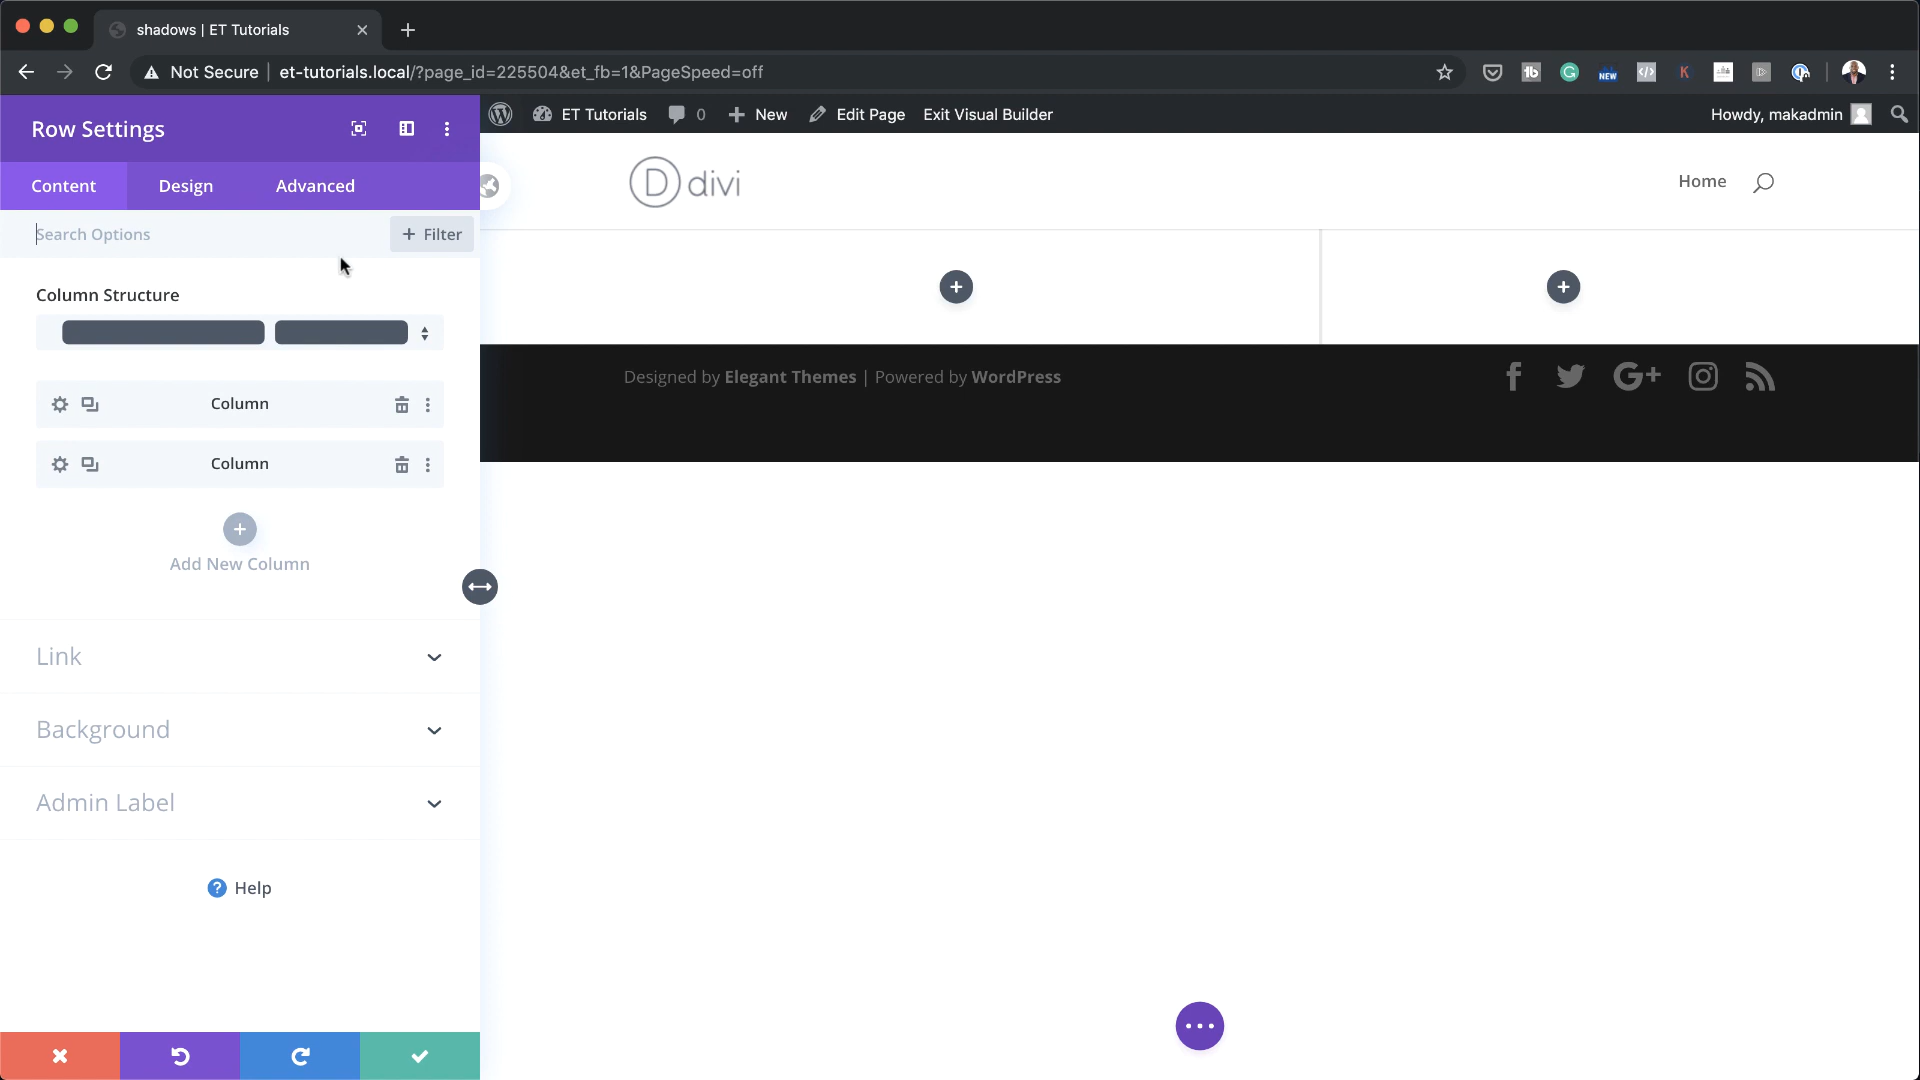 shadows | ET Tutorials
Not Secure | et-tutorials.local/?page_id=225504&et_fb=1&PageSpeed=off
NEW
Row Settings
ET Tutorials 0 New Edit Page Exit Visual Builder
Howdy, makadmin
Content Design Advanced
D divi
Home
Search Options
+ Filter
Column Structure
Column
Column
Add New Column
Designed by Elegant Themes | Powered by WordPress
Link
Background
Admin Label
? Help